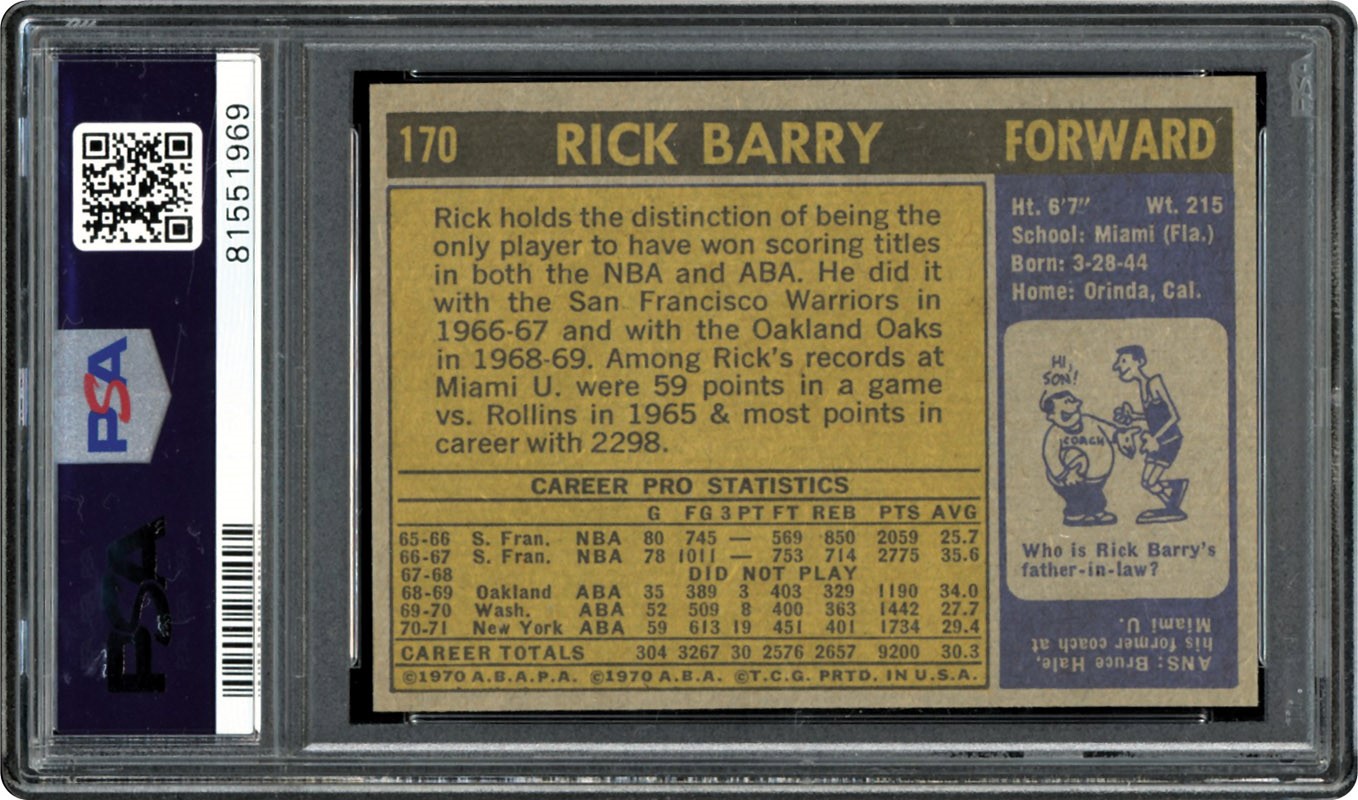 170 RICK BARRY FORWARD
Rick holds the distinction of being the
only player to have won scoring titles
in both the NBA and ABA. He did it
with the San Francisco Warriors in
1966-67 and with the Oakland Oaks
in 1968-69. Among Rick's records at
Miami U. were 59 points in a game
vs. Rollins in 1965 & most points in
career with 2298.
CAREER PRO STATISTICS
G FG 3 PT FT REB PTS AVG
65-66 S. Fran. NBA 80 745 — 569 850 2059 25.7
66-67 S. Fran. NBA 78 1011 — 753 714 2775 35.6
67-68 DID NOT PLAY
68-69 Oakland ABA 35 389 3 403 329 1190 34.0
69-70 Wash. ABA 52 509 8 400 363 1442 27.7
70-71 New York ABA 59 613 19 451 401 1734 29.4
CAREER TOTALS 304 3267 30 2576 2657 9200 30.3
©1970 A.B.A.P.A. ©1970 A.B.A. ©T.C.G. PRTD. IN U.S.A.
Ht. 6'7" Wt. 215
School: Miami (Fla.)
Born: 3-28-44
Home: Orinda, Cal.
HI,
SON!
COACH
Who is Rick Barry's
father-in-law?
ANS: Bruce Hale,
his former coach at
Miami U.
81551969
PSA
PSA
PSA